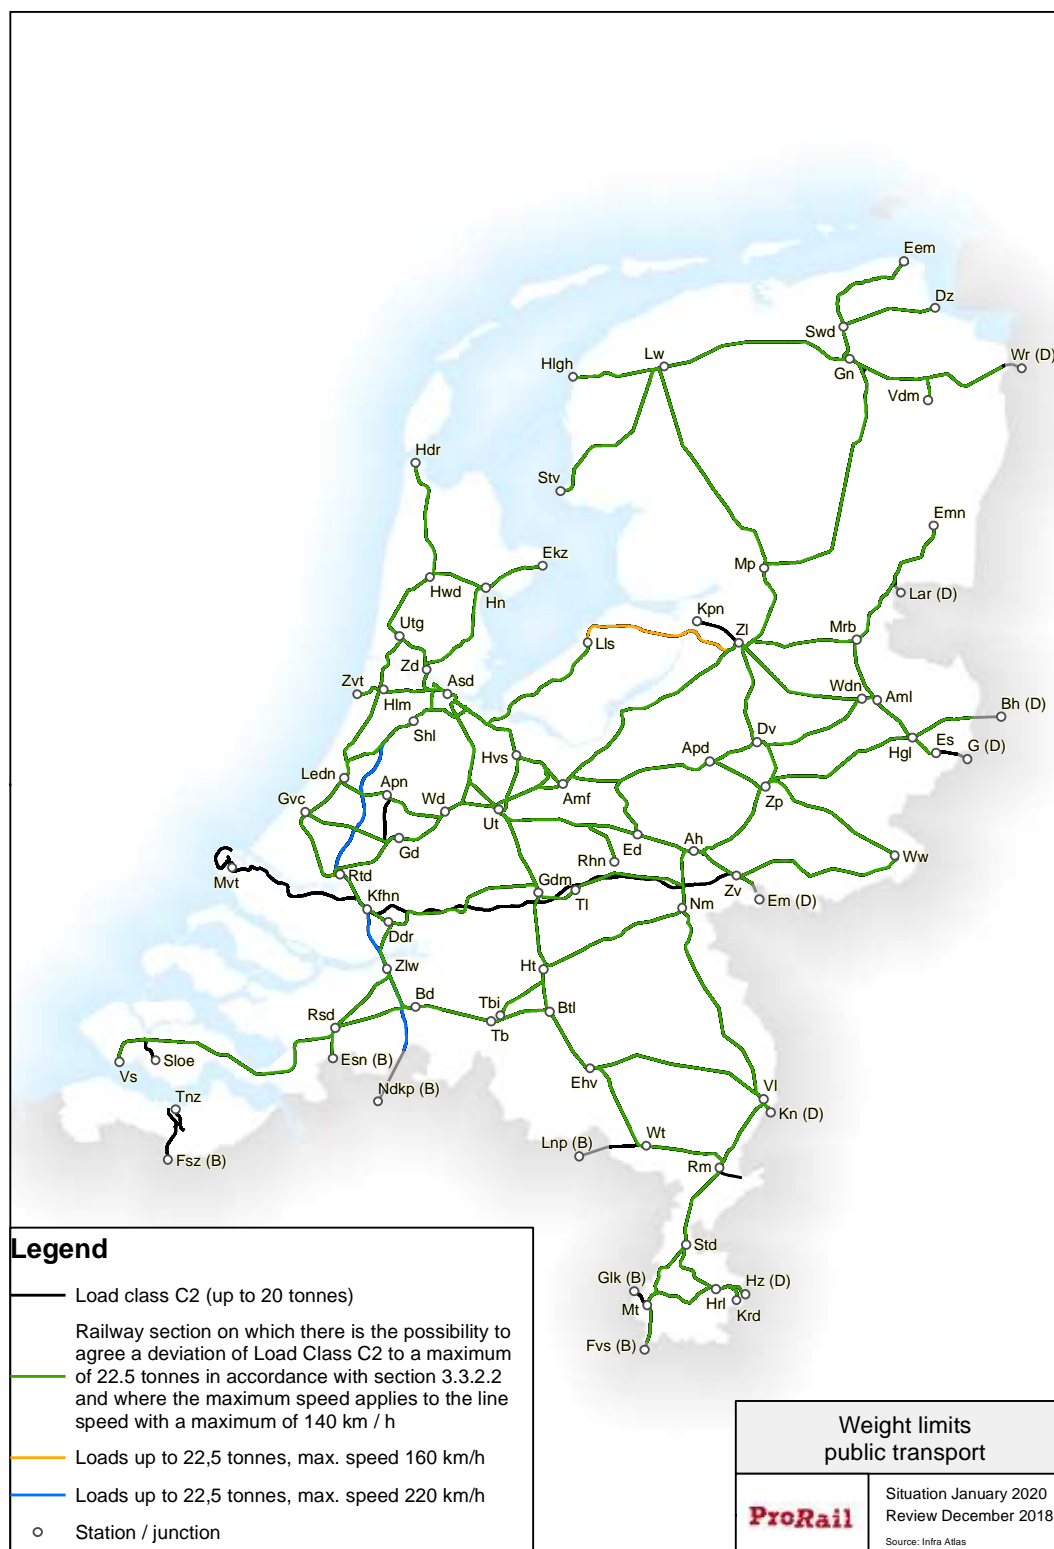 Eem
Dz
Swd
Gn
Wr (D)
Vdm
Lw
Hlgh
Stv
Hdr
Emn
Ekz
Mp
Hwd
Hn
Lar (D)
Kpn
Utg
Zl
Mrb
Lls
Zd
Zvt
Asd
Hlm
Wdn
Aml
Bh (D)
Shl
Dv
Es
G (D)
Hgl
Hvs
Apd
Ledn
Apn
Amf
Zp
Gvc
Wd
Ut
Gd
Ed
Ah
Rhn
Ww
Mvt
Rtd
Zv
Gdm
Tl
Em (D)
Kfhn
Nm
Ddr
Zlw
Ht
Bd
Tbi
Btl
Rsd
Tb
Sloe
Esn (B)
Vs
Ehv
Tnz
Ndkp (B)
Vl
Kn (D)
Lnp (B)
Wt
Fsz (B)
Rm
Std
Glk (B)
Hz (D)
Mt
Hrl
Krd
Fvs (B)
Legend
Load class C2 (up to 20 tonnes)
Railway section on which there is the possibility to
agree a deviation of Load Class C2 to a maximum
of 22.5 tonnes in accordance with section 3.3.2.2
and where the maximum speed applies to the line
speed with a maximum of 140 km / h
Loads up to 22,5 tonnes, max. speed 160 km/h
Loads up to 22,5 tonnes, max. speed 220 km/h
Station / junction
Weight limits
public transport
ProRail
Situation January 2020
Review December 2018
Source: Infra Atlas